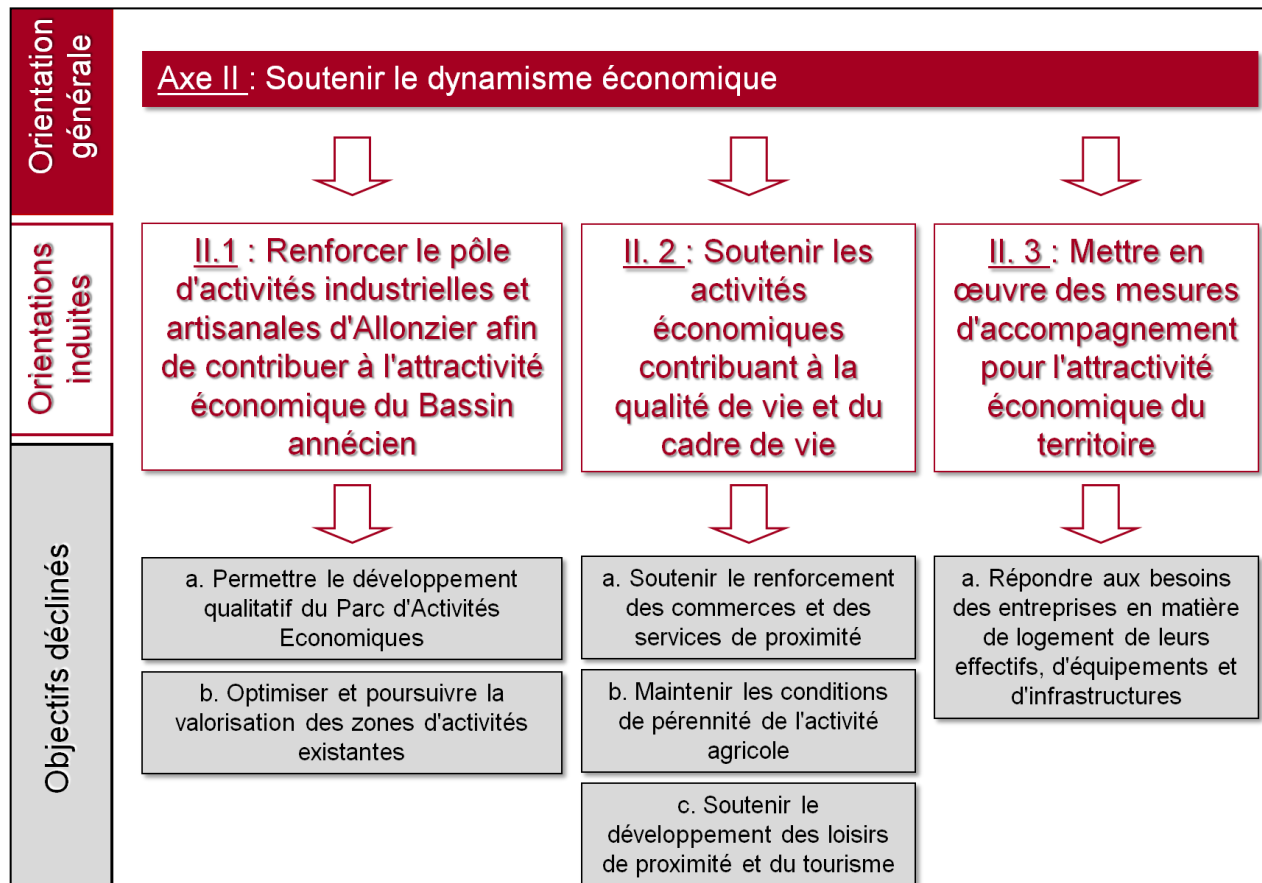 Orientation
générale
Axe II : Soutenir le dynamisme économique
Orientations
induites
II.1 : Renforcer le pôle
d'activités industrielles et
artisanales d'Allonzier afin
de contribuer à l'attractivité
économique du Bassin
annécien
II. 2 : Soutenir les
activités
économiques
contribuant à la
qualité de vie et du
cadre de vie
II. 3 : Mettre en
œuvre des mesures
d'accompagnement
pour l'attractivité
économique du
territoire
Objectifs déclinés
a. Permettre le développement
qualitatif du Parc d'Activités
Economiques
b. Optimiser et poursuivre la
valorisation des zones d'activités
existantes
a. Soutenir le renforcement
des commerces et des
services de proximité
b. Maintenir les conditions
de pérennité de l'activité
agricole
c. Soutenir le
développement des loisirs
de proximité et du tourisme
a. Répondre aux besoins
des entreprises en matière
de logement de leurs
effectifs, d'équipements et
d'infrastructures